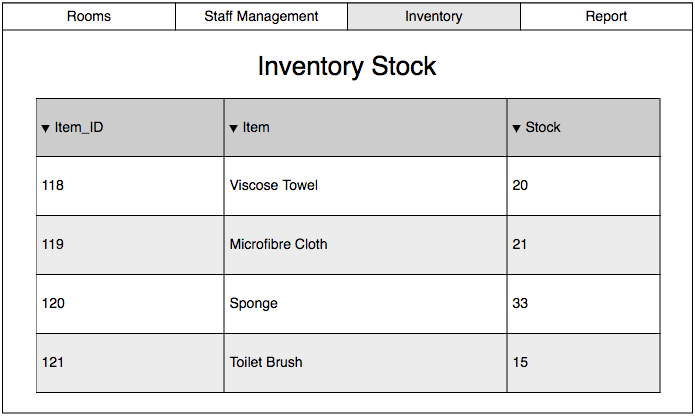 Rooms Staff Management Inventory Report
Inventory Stock
▼ Item_ID ▼ Item ▼ Stock
118 Viscose Towel 20
119 Microfibre Cloth 21
120 Sponge 33
121 Toilet Brush 15